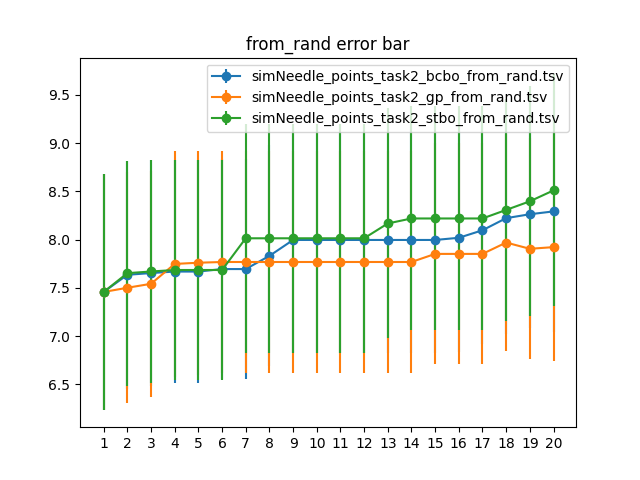 from_rand error bar
simNeedle_points_task2_bcbo_from_rand.tsv
simNeedle_points_task2_gp_from_rand.tsv
simNeedle_points_task2_stbo_from_rand.tsv
9.5
9.0
8.5
8.0
7.5
7.0
6.5
1 2 3 4 5 6 7 8 9 10 11 12 13 14 15 16 17 18 19 20